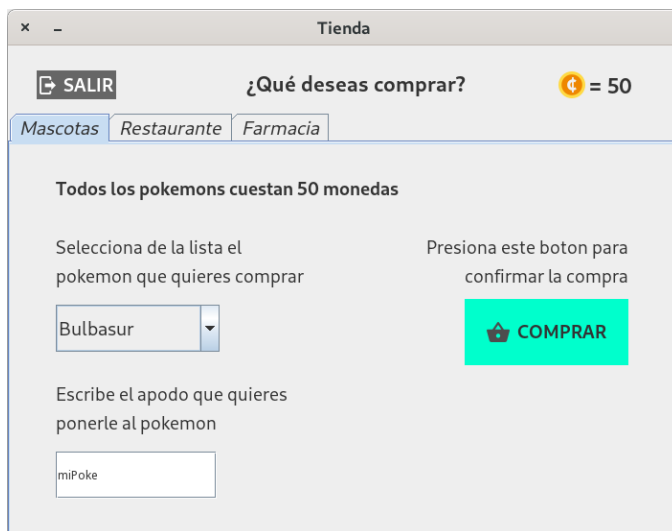 × – Tienda
SALIR ¿Qué deseas comprar? ¢ = 50
Mascotas Restaurante Farmacia
Todos los pokemons cuestan 50 monedas
Selecciona de la lista el
pokemon que quieres comprar
Bulbasur
Presiona este boton para
confirmar la compra
COMPRAR
Escribe el apodo que quieres
ponerle al pokemon
miPoke